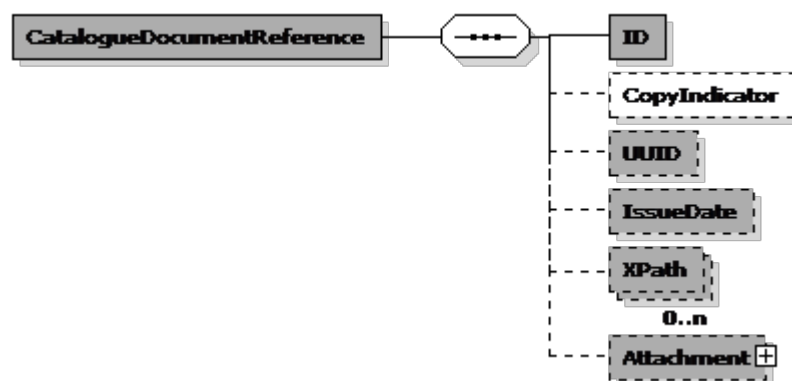 CatalogueDocumentReference
ID
CopyIndicator
UUID
IssueDate
XPath
0..n
Attachment